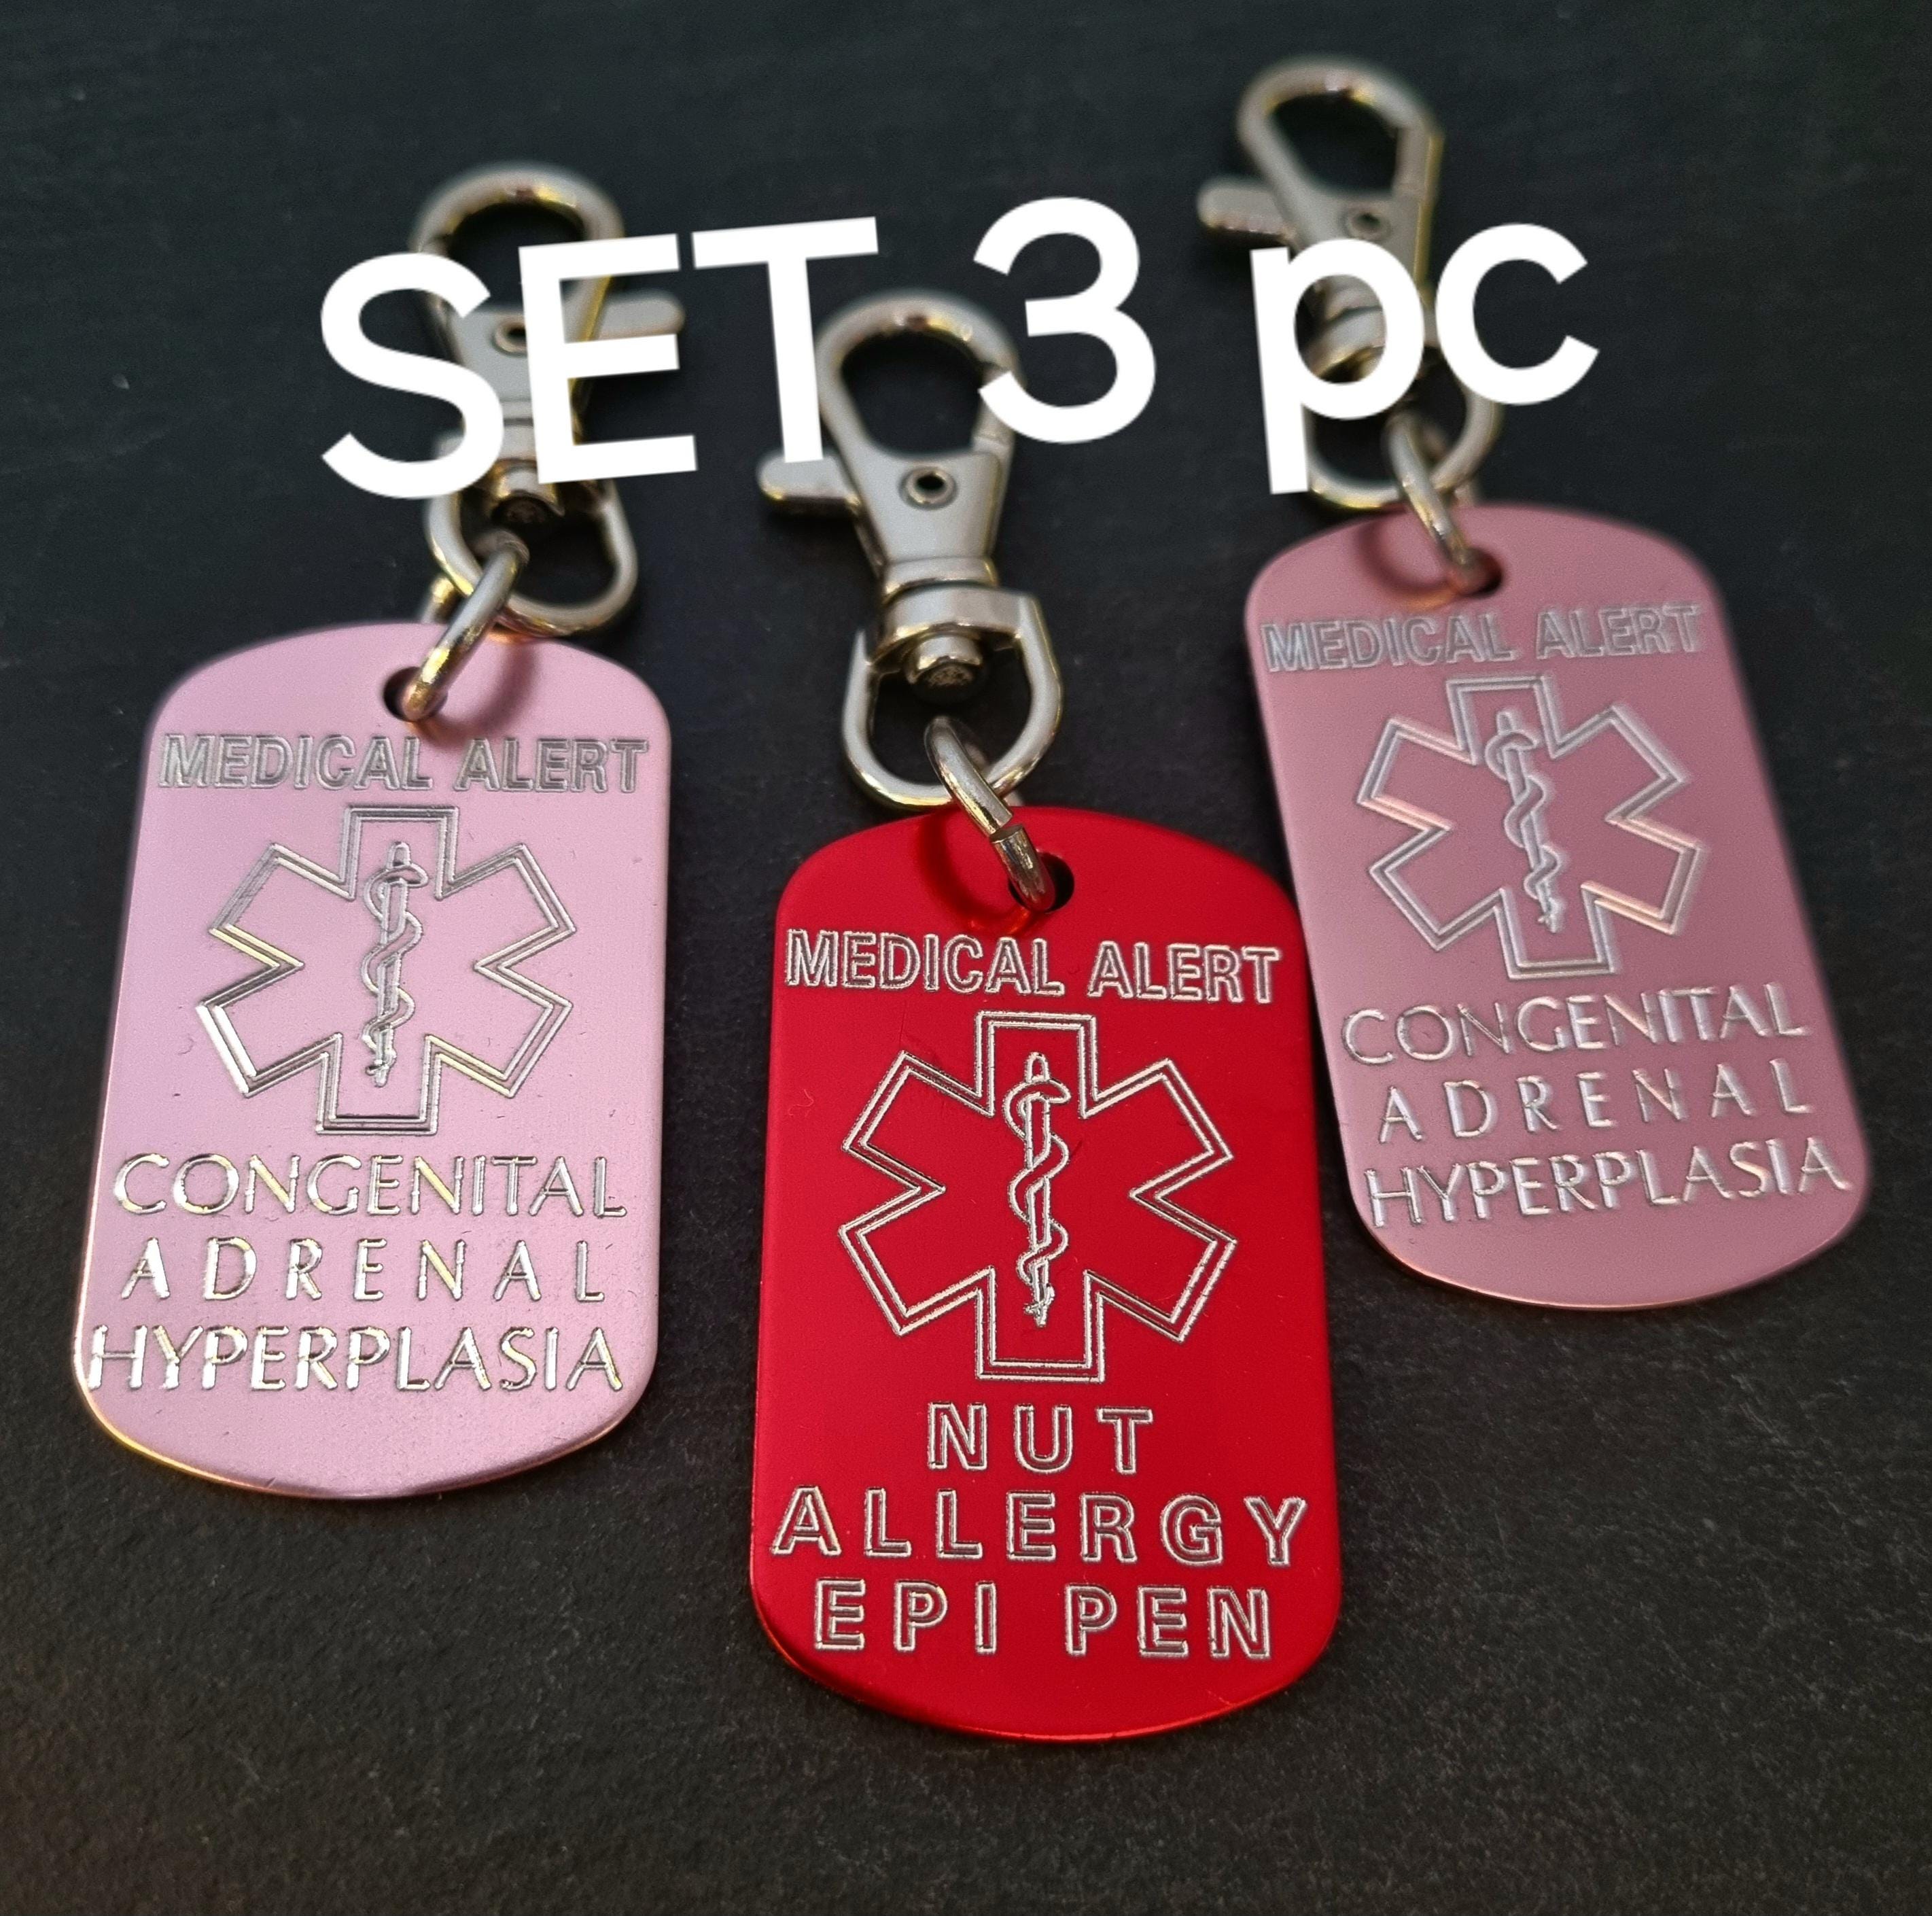 SET 3 pc
MEDICAL ALERT
CONGENITAL
ADRENAL
HYPERPLASIA
MEDICAL ALERT
NUT
ALLERGY
EPI PEN
MEDICAL ALERT
CONGENITAL
ADRENAL
HYPERPLASIA